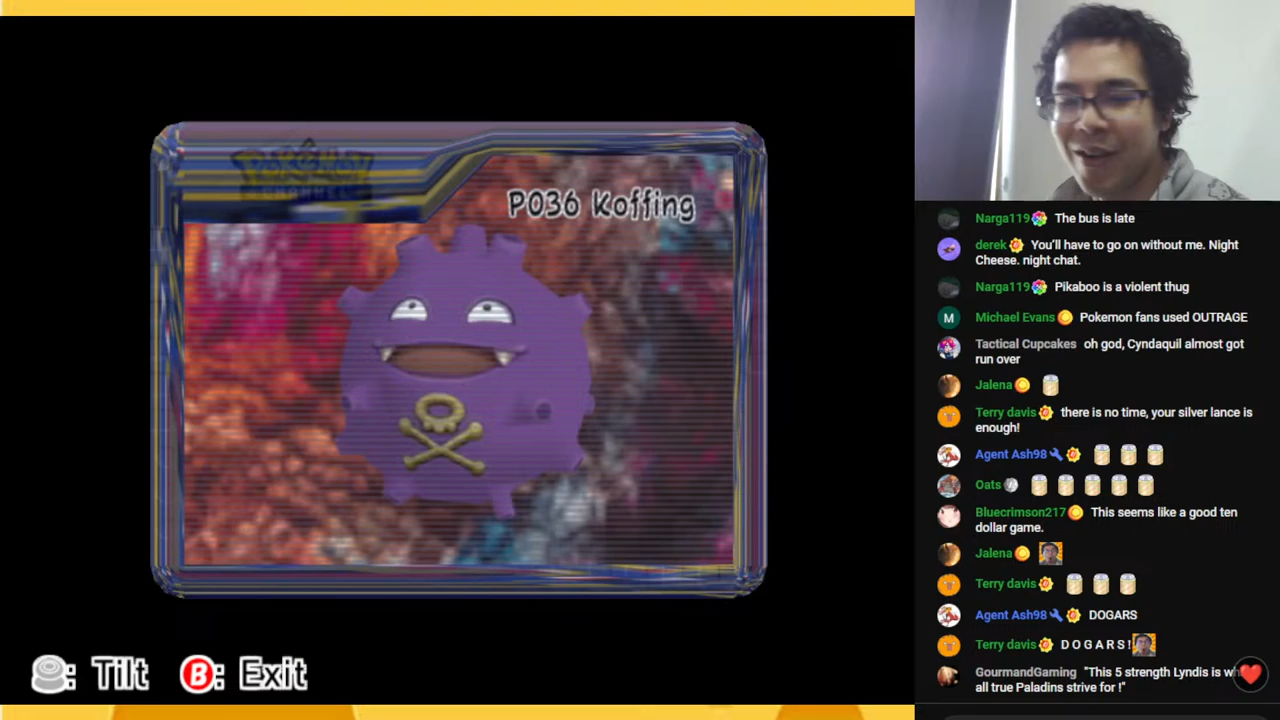 POKéMON
CHANNEL
P036 Koffing
: Tilt B: Exit
Narga119 The bus is late
derek You'll have to go on without me. Night
Cheese. night chat.
Narga119 Pikaboo is a violent thug
M Michael Evans Pokemon fans used OUTRAGE
Tactical Cupcakes oh god, Cyndaquil almost got
run over
Jalena
Terry davis there is no time, your silver lance is
enough!
Agent Ash98
Oats
Bluecrimson217 This seems like a good ten
dollar game.
Jalena
Terry davis
Agent Ash98 DOGARS
Terry davis D O G A R S !
GourmandGaming "This 5 strength Lyndis is
all true Paladins strive for !"